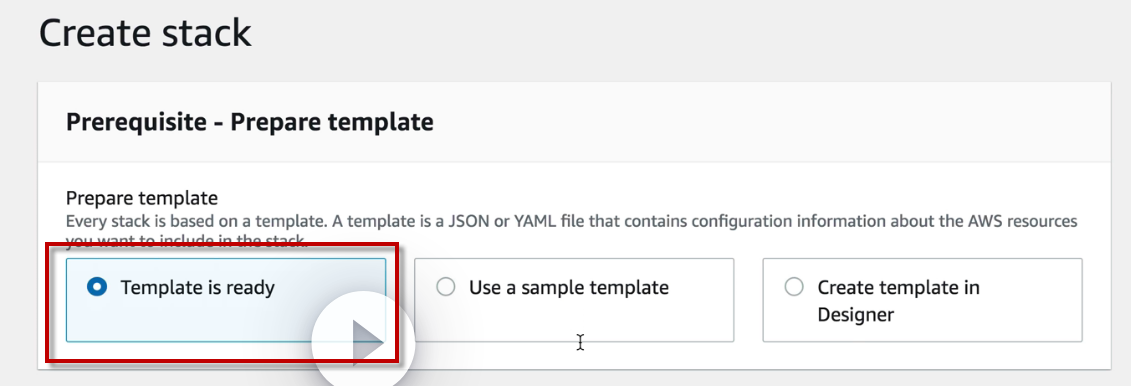 Create stack
Prerequisite - Prepare template
Prepare template
Every stack is based on a template. A template is a JSON or YAML file that contains configuration information about the AWS resources
you want to include in the stack.
Template is ready
Use a sample template
Create template in
Designer